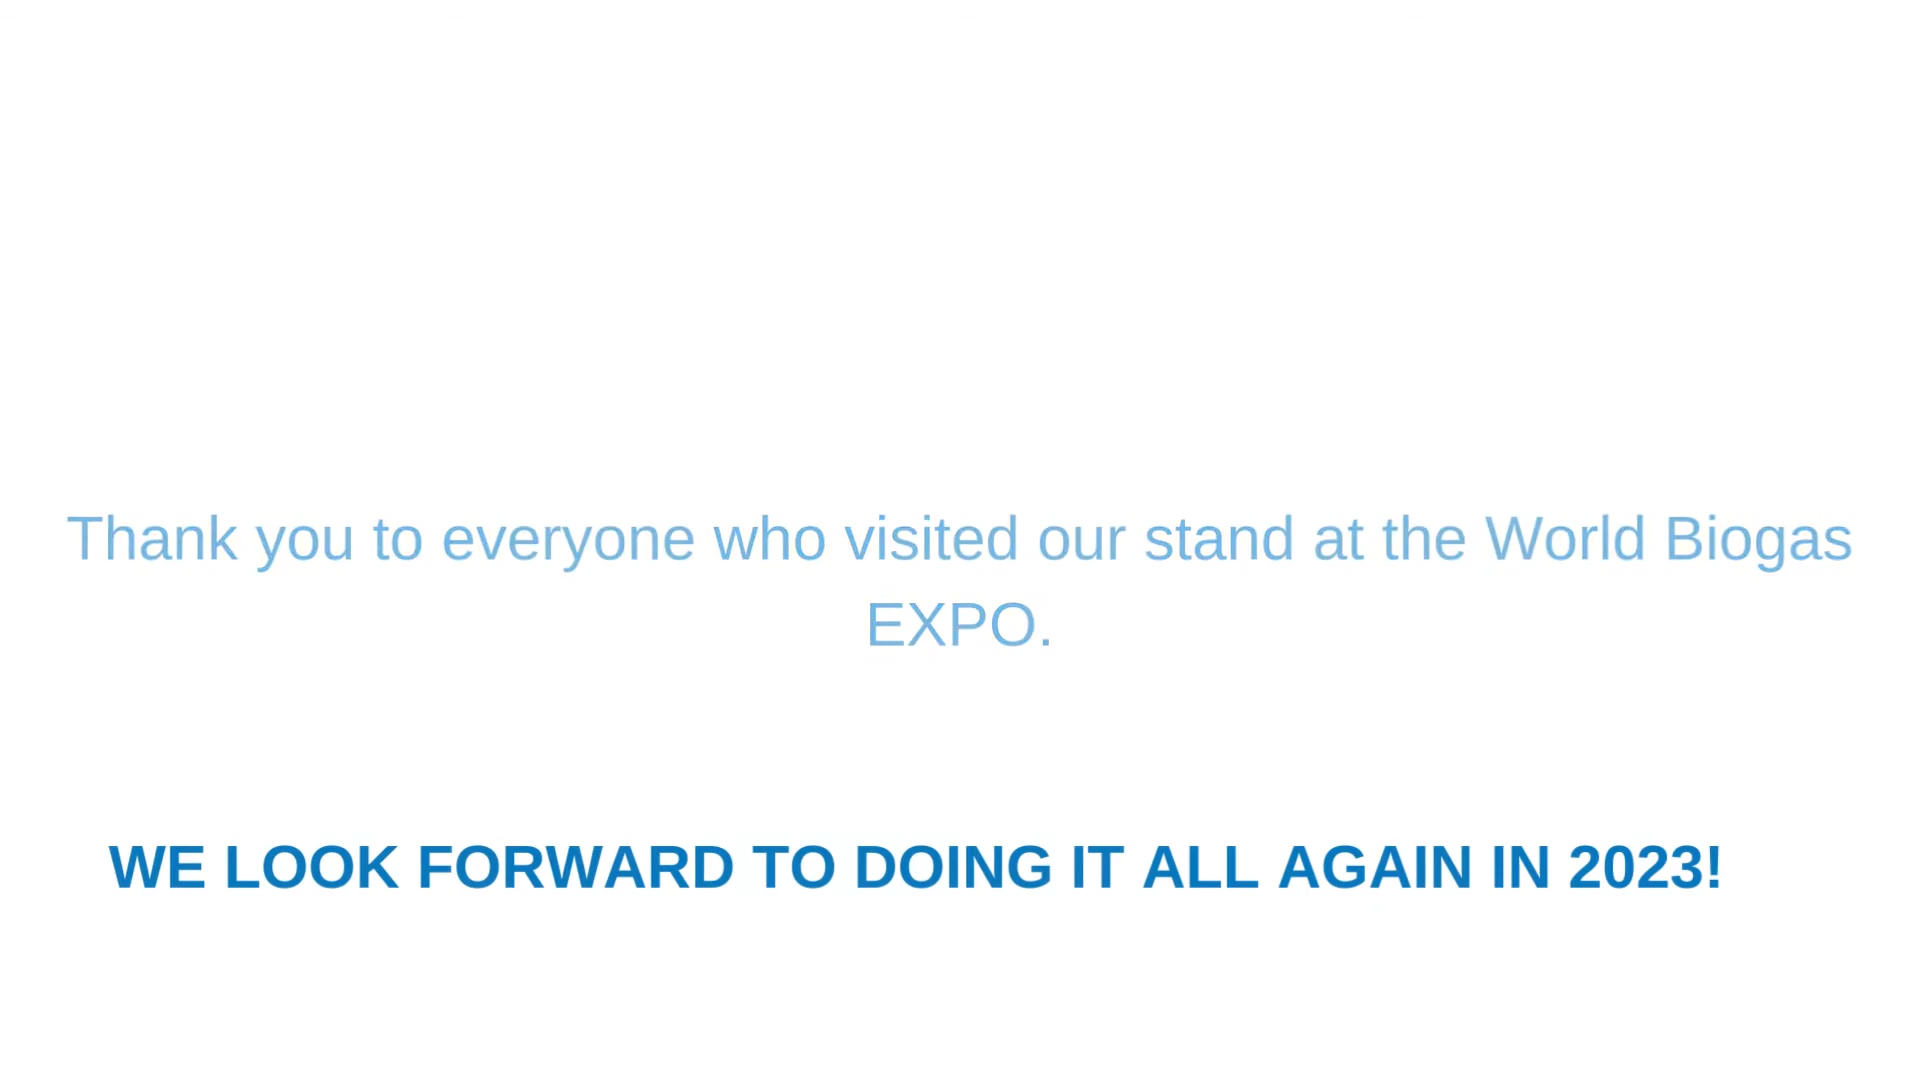 Thank you to everyone who visited our stand at the World Biogas
EXPO.
WE LOOK FORWARD TO DOING IT ALL AGAIN IN 2023!